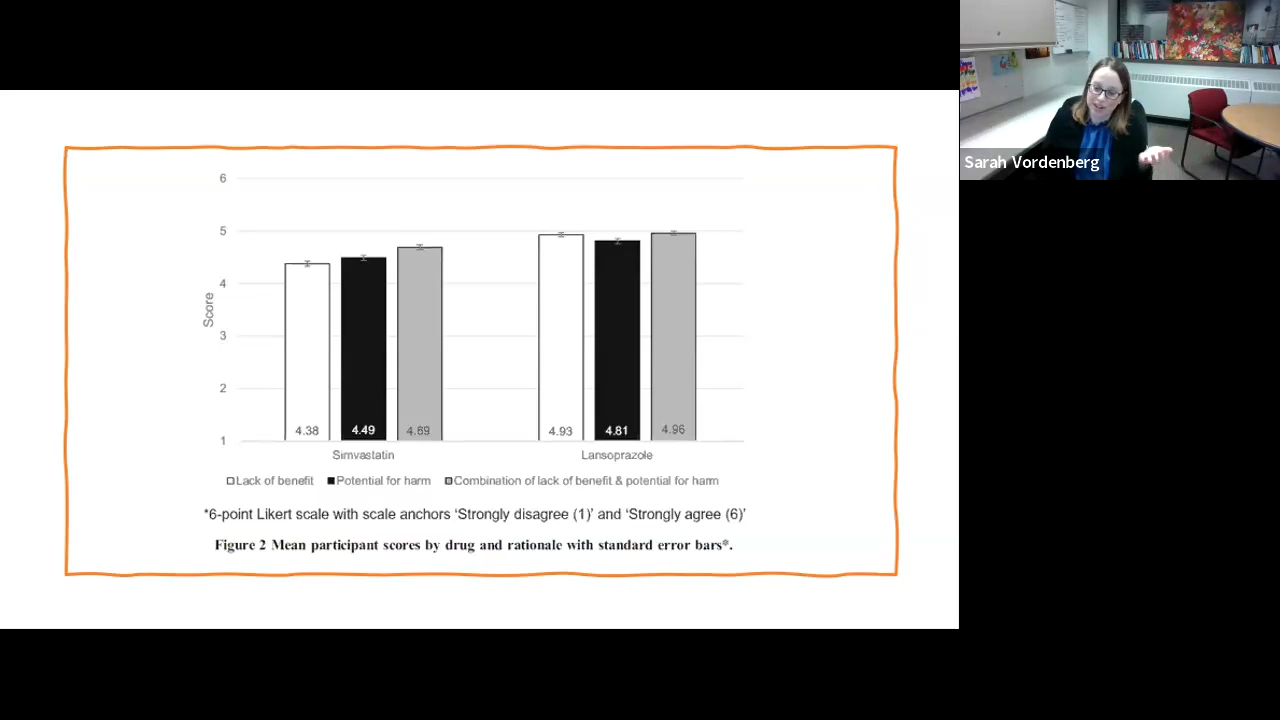 Sarah Vordenberg
6
5
4
3
2
1
Score
4.38
4.49
4.69
4.93
4.81
4.96
Simvastatin
Lansoprazole
Lack of benefit Potential for harm Combination of lack of benefit & potential for harm
*6-point Likert scale with scale anchors ‘Strongly disagree (1)’ and ‘Strongly agree (6)’
Figure 2 Mean participant scores by drug and rationale with standard error bars*.